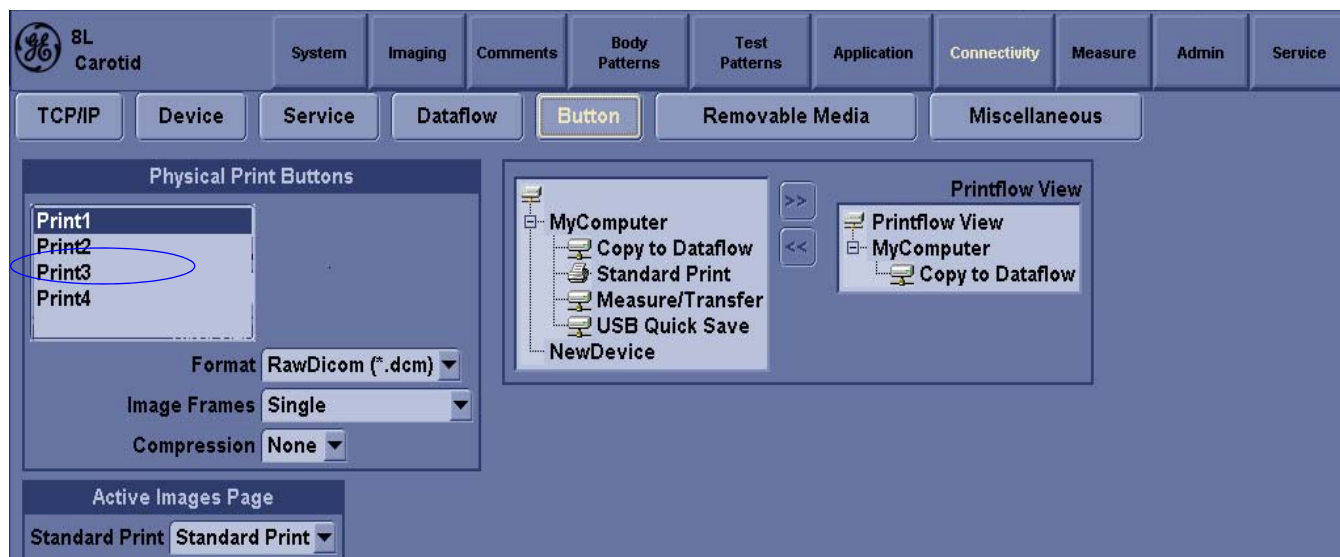 8L
Carotid
System
Imaging
Comments
Body
Patterns
Test
Patterns
Application
Connectivity
Measure
Admin
Service
TCP/IP
Device
Service
Dataflow
Button
Removable Media
Miscellaneous
Physical Print Buttons
Print1
Print2
Print3
Print4
Format RawDicom (*.dcm)
Image Frames Single
Compression None
Active Images Page
Standard Print Standard Print
MyComputer
Copy to Dataflow
Standard Print
Measure/Transfer
USB Quick Save
NewDevice
>>
<<
Printflow View
Printflow View
MyComputer
Copy to Dataflow